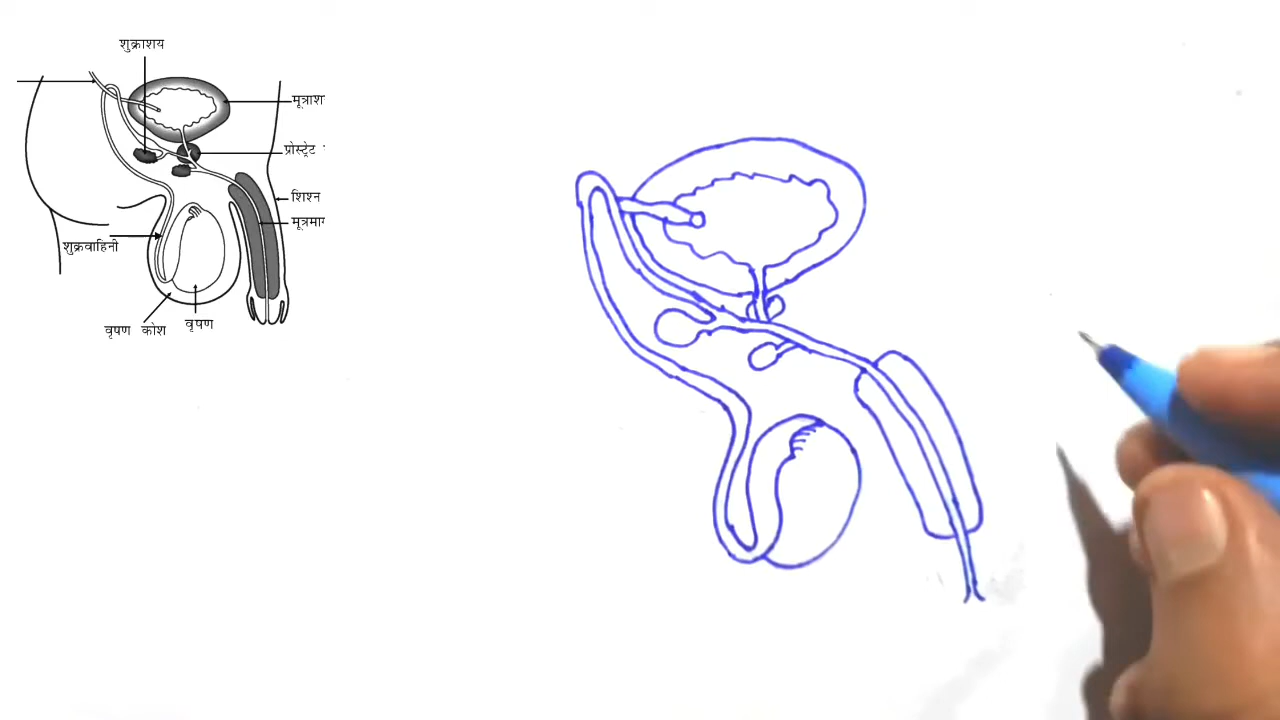 शुक्राशय
मूत्राश
प्रोस्ट्रेट
शिश्न
मूत्रमा
शुक्रवाहिनी
वृषण कोश
वृषण